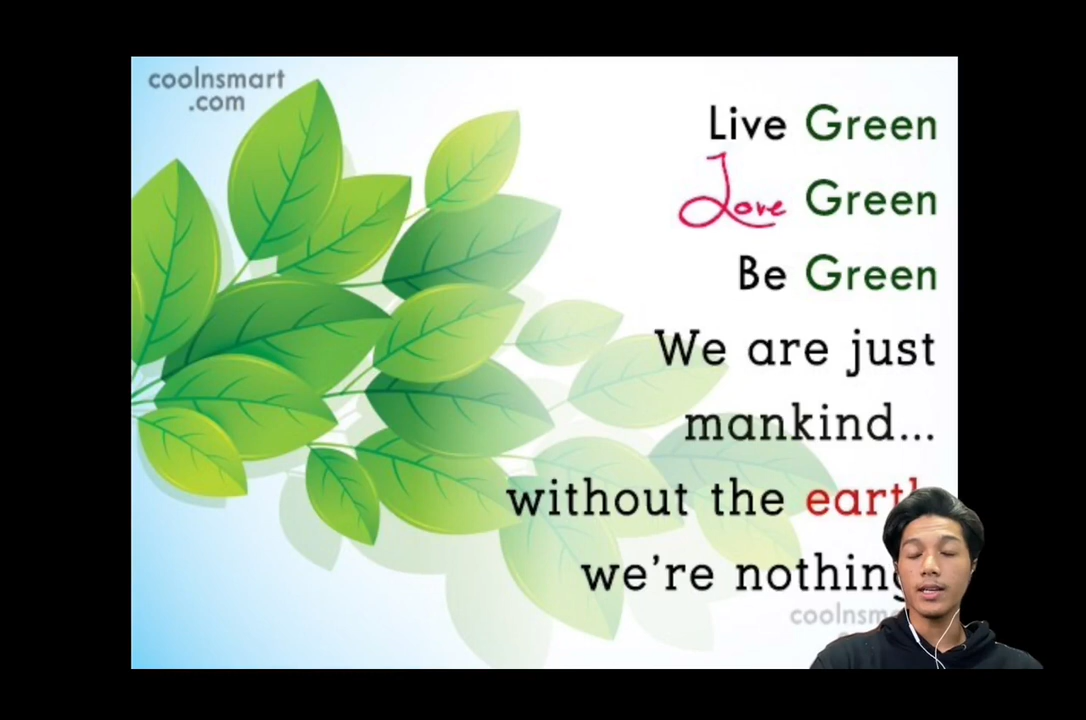 coolnsmart
.com
Live Green
Love Green
Be Green
We are just
mankind...
without the
we're